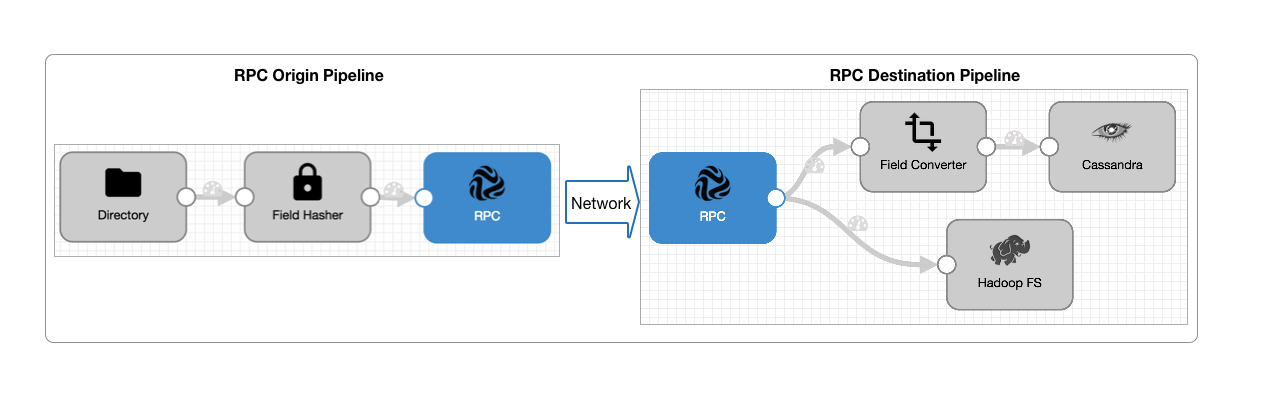 RPC Origin Pipeline
RPC Destination Pipeline
Directory
Field Hasher
RPC
Network
RPC
Field Converter
Cassandra
Hadoop FS